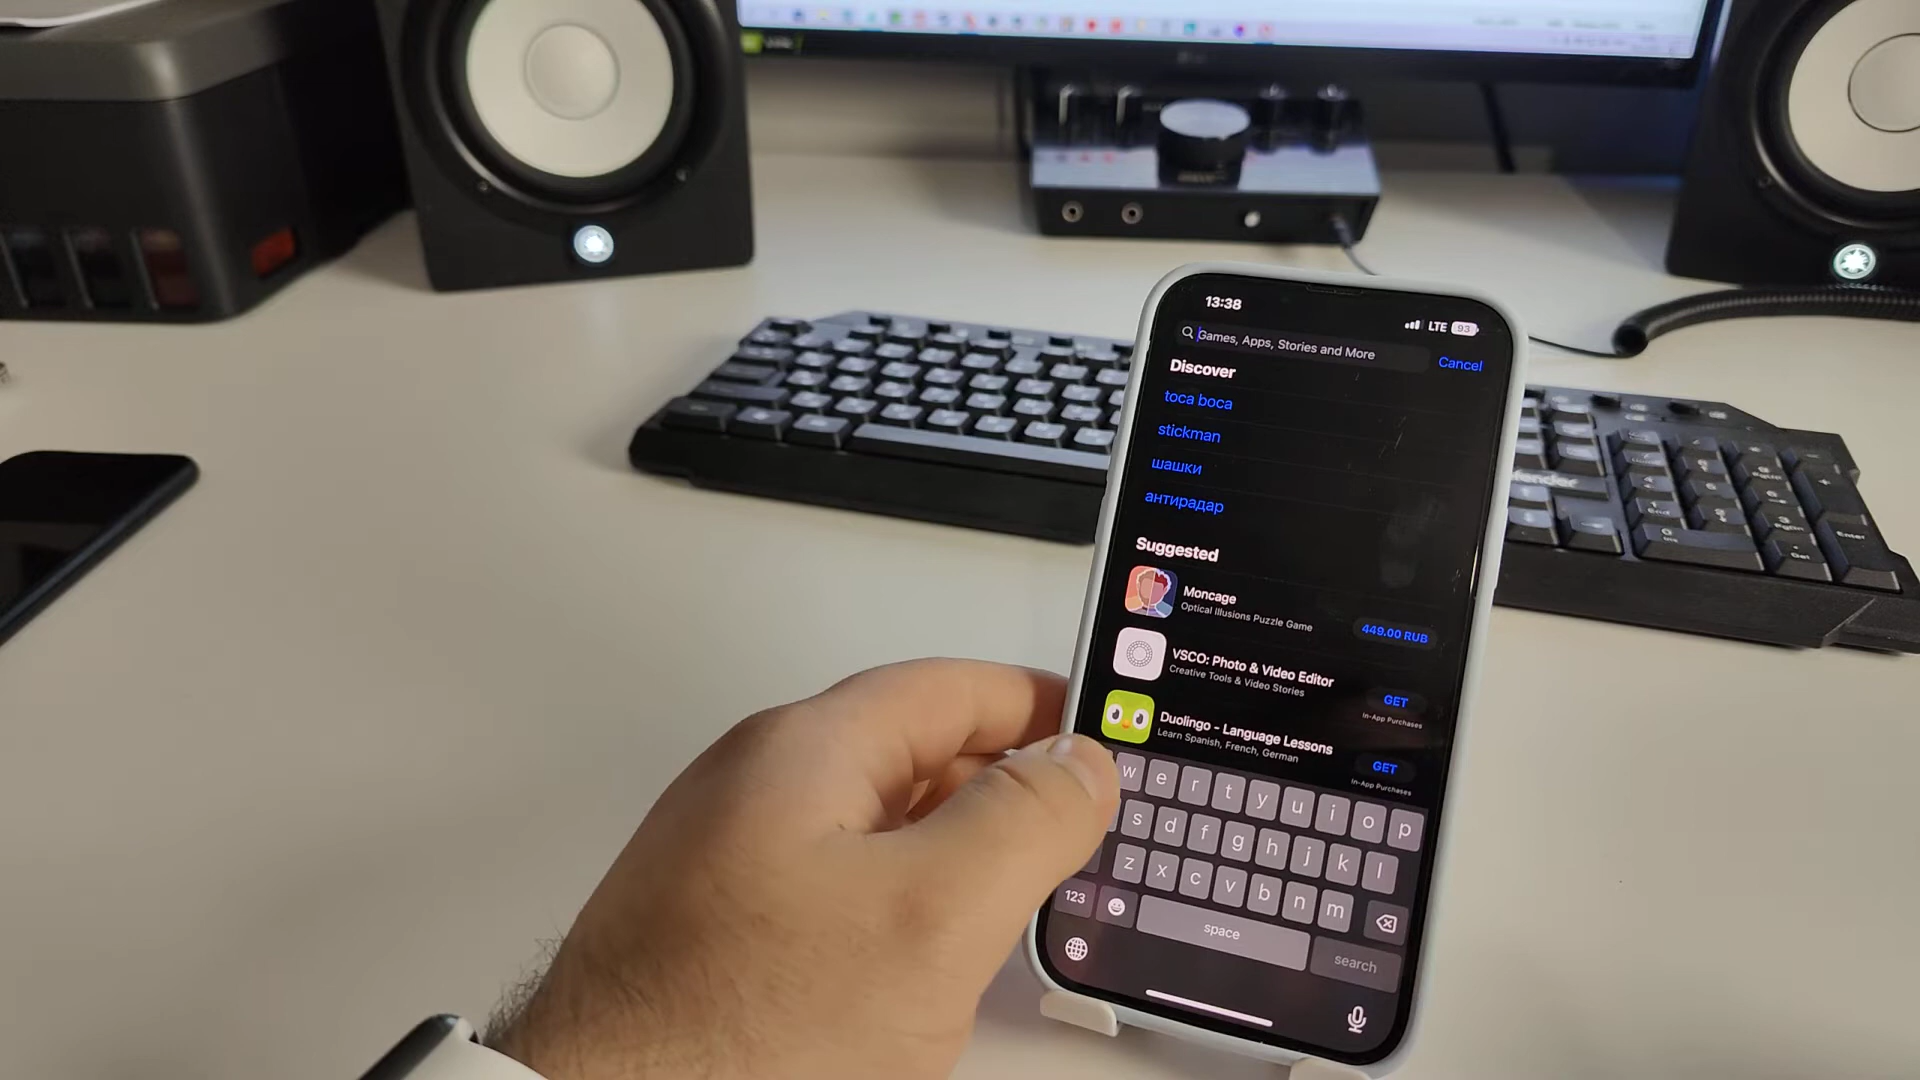 13:38
LTE 93
Games, Apps, Stories and More
Cancel
Discover
toca boca
stickman
шашки
антирадар
Suggested
Moncage
Optical Illusions Puzzle Game
449.00 RUB
VSCO: Photo & Video Editor
Creative Tools & Video Stories
GET
In-App Purchases
Duolingo - Language Lessons
Learn Spanish, French, German
GET
In-App Purchases
w e r t y u i o p
s d f g h j k l
z x c v b n m
123
space
search